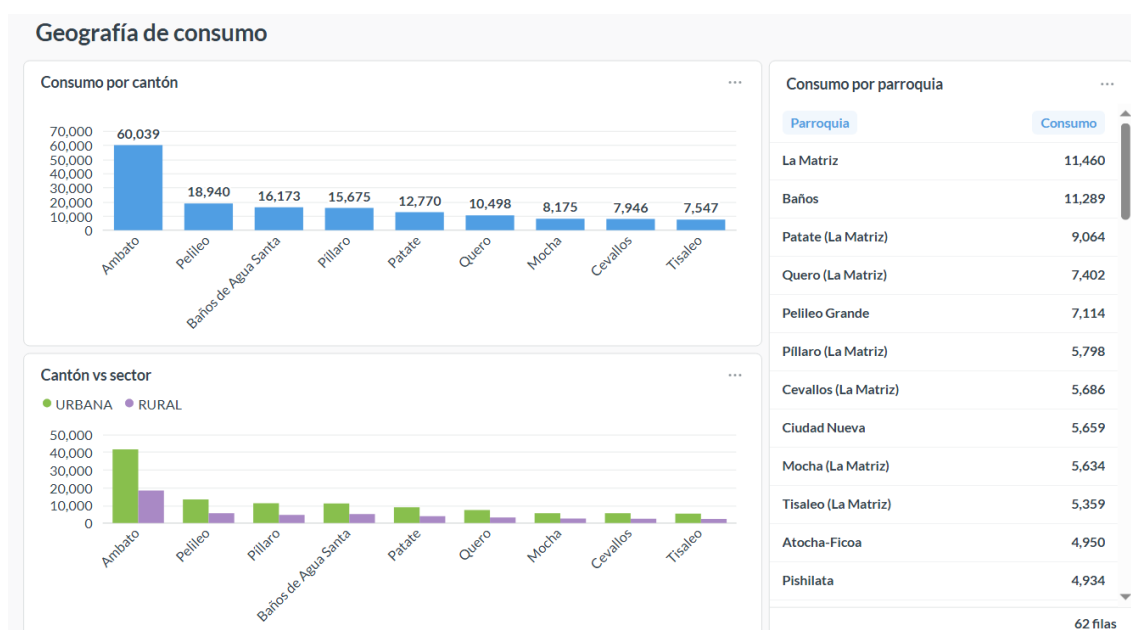 Geografía de consumo
Consumo por cantón
70,000
60,000
50,000
40,000
30,000
20,000
10,000
0
60,039
18,940
16,173
15,675
12,770
10,498
8,175
7,946
7,547
Ambato
Pelileo
Baños de Agua Santa
Píllaro
Patate
Quero
Mocha
Cevallos
Tisaleo
Cantón vs sector
URBANA RURAL
50,000
40,000
30,000
20,000
10,000
0
Ambato
Pelileo
Píllaro
Baños de Agua Santa
Patate
Quero
Mocha
Cevallos
Tisaleo
Consumo por parroquia
Parroquia Consumo
La Matriz 11,460
Baños 11,289
Patate (La Matriz) 9,064
Quero (La Matriz) 7,402
Pelileo Grande 7,114
Píllaro (La Matriz) 5,798
Cevallos (La Matriz) 5,686
Ciudad Nueva 5,659
Mocha (La Matriz) 5,634
Tisaleo (La Matriz) 5,359
Atocha-Ficoa 4,950
Pishilata 4,934
62 filas